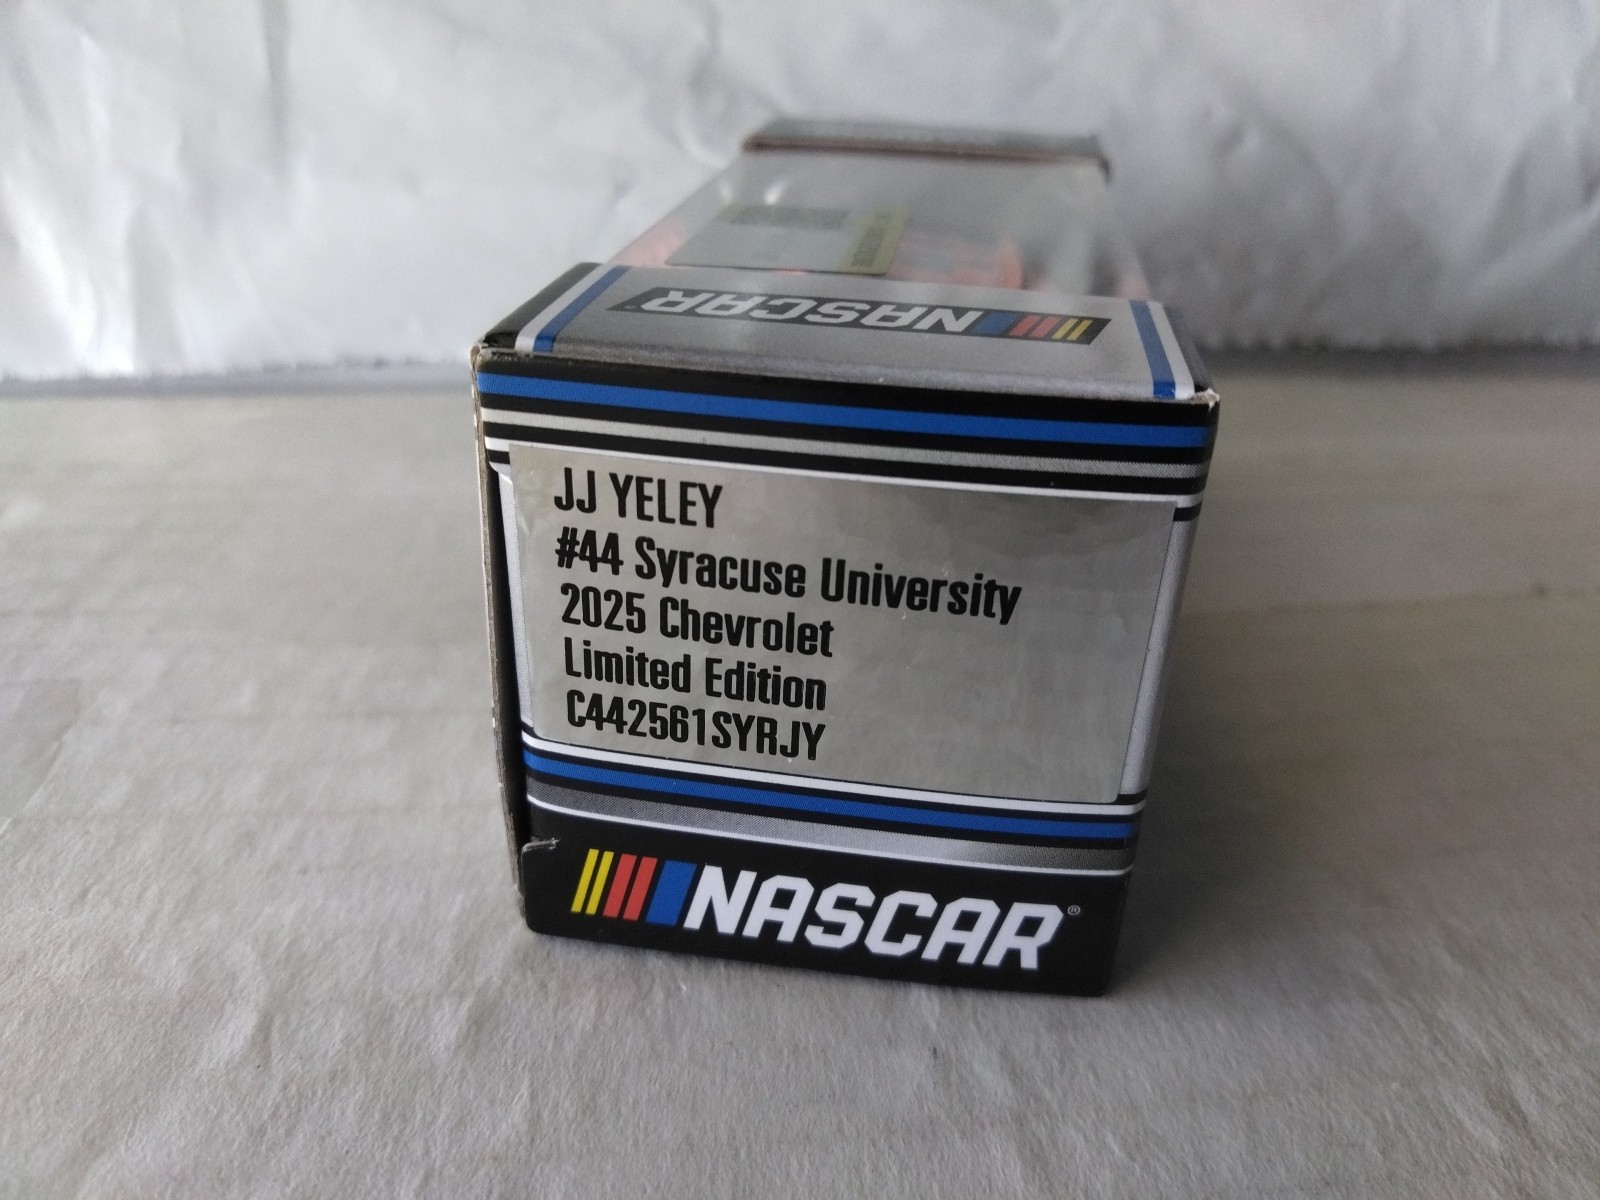 NASCAR
JJ YELEY
#44 Syracuse University
2025 Chevrolet
Limited Edition
C442561SYRJY
NASCAR®